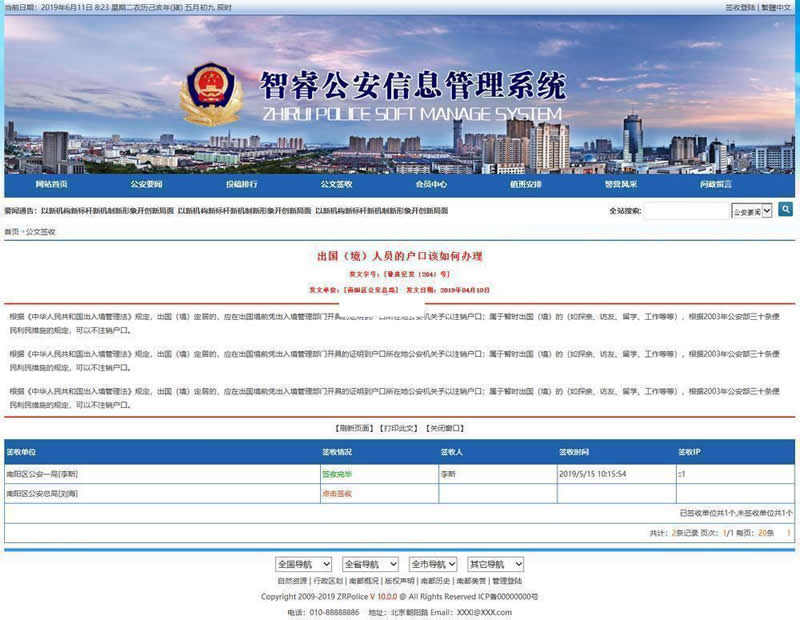 当前日期：2019年6月11日 8:23 星期二农历己亥年(猪) 五月初九 辰时
签收登陆 | 繁體中文
智睿公安信息管理系统
ZHIRUI POLICE SOFT MANAGE SYSTEM
网站首页 公安要闻 投稿排行 公文签收 会员中心 值班安排 警营风采 问政留言
要闻通告： 以新机构新标杆新机制新形象开创新局面 以新机构新标杆新机制新形象开创新局面 以新机构新标杆新机制新形象开创新局面
全站搜索: 公安要闻
首页 · 公文签收
出国（境）人员的户口该如何办理
发文单位：[南阳区公安总局] 发文日期：2019年04月10日
根据《中华人民共和国出入境管理法》规定，出国（境）定居的，应在出国境前凭出入境管理部门开具的证明到户口所在地公安机关予以注销户口；属于暂时出国（境）的（如探亲、访友、留学、工作等等），根据2003年公安部三十条便
民利民措施的规定，可以不注销户口。
根据《中华人民共和国出入境管理法》规定，出国（境）定居的，应在出国境前凭出入境管理部门开具的证明到户口所在地公安机关予以注销户口；属于暂时出国（境）的（如探亲、访友、留学、工作等等），根据2003年公安部三十条便
民利民措施的规定，可以不注销户口。
根据《中华人民共和国出入境管理法》规定，出国（境）定居的，应在出国境前凭出入境管理部门开具的证明到户口所在地公安机关予以注销户口；属于暂时出国（境）的（如探亲、访友、留学、工作等等），根据2003年公安部三十条便
民利民措施的规定，可以不注销户口。
【刷新页面】【打印此文】 【关闭窗口】
签收单位 签收情况 签收人 签收时间 签收IP
南阳区公安一局[李斯] 签收完毕 李斯 2019/5/15 10:15:54 ::1
南阳区公安总局[刘海] 点击签收
已签收单位共1个,未签收单位共1个
共计：2条记录 页次：1/1 每页：20条 1
全国导航 全省导航 全市导航 其它导航
自然资源 | 行政区划 | 南都概况 | 版权声明 | 南都历史 | 南都美景 | 管理登陆
Copyright 2009-2019 ZRPolice V 10.0.0 @ All Rights Reserved ICP备00000000号
电话：010-88888886 地址：北京朝阳路 Email：XXX@XXX.com